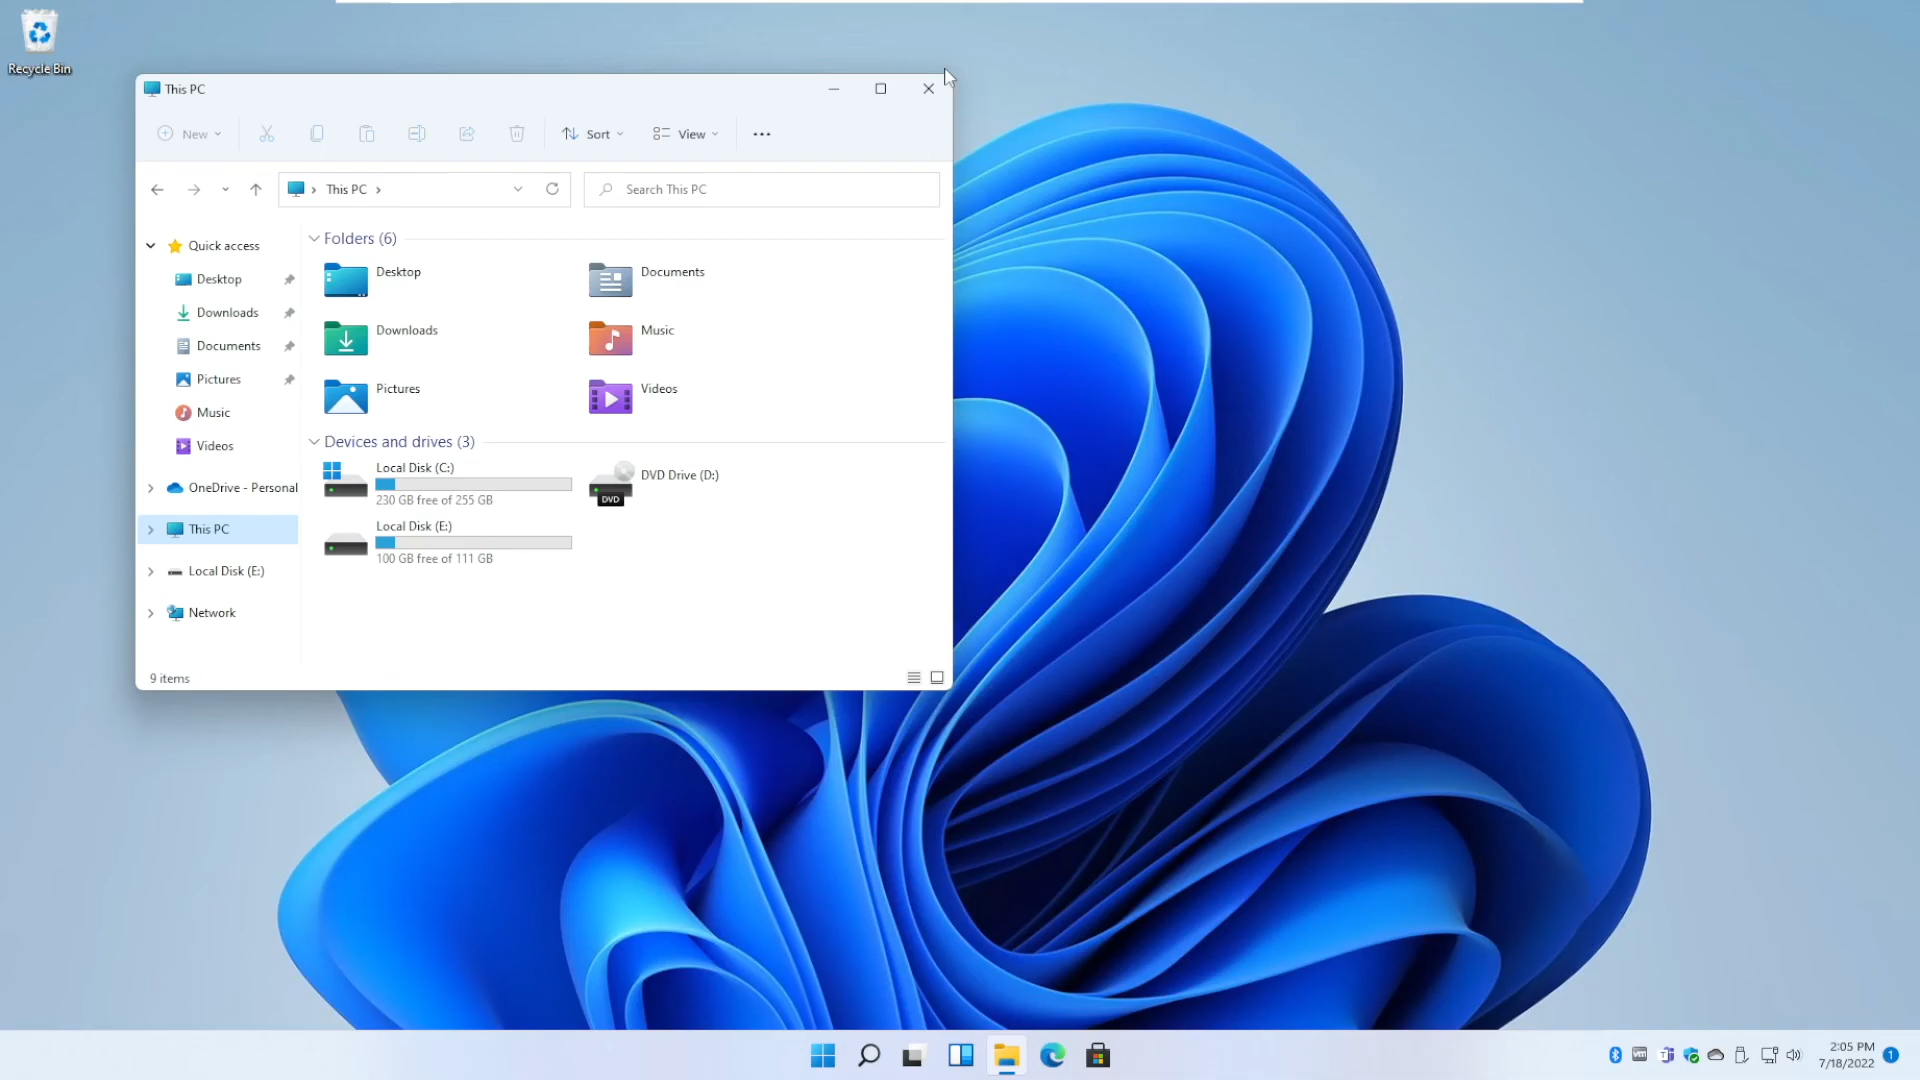 Recycle Bin
This PC
New
Sort
View
This PC
Search This PC
Quick access
Desktop
Downloads
Documents
Pictures
Music
Videos
OneDrive - Personal
This PC
Local Disk (E:)
Network
Folders (6)
Desktop
Documents
Downloads
Music
Pictures
Videos
Devices and drives (3)
Local Disk (C:)
230 GB free of 255 GB
DVD Drive (D:)
DVD
Local Disk (E:)
100 GB free of 111 GB
9 items
vm
2:05 PM
7/18/2022
1